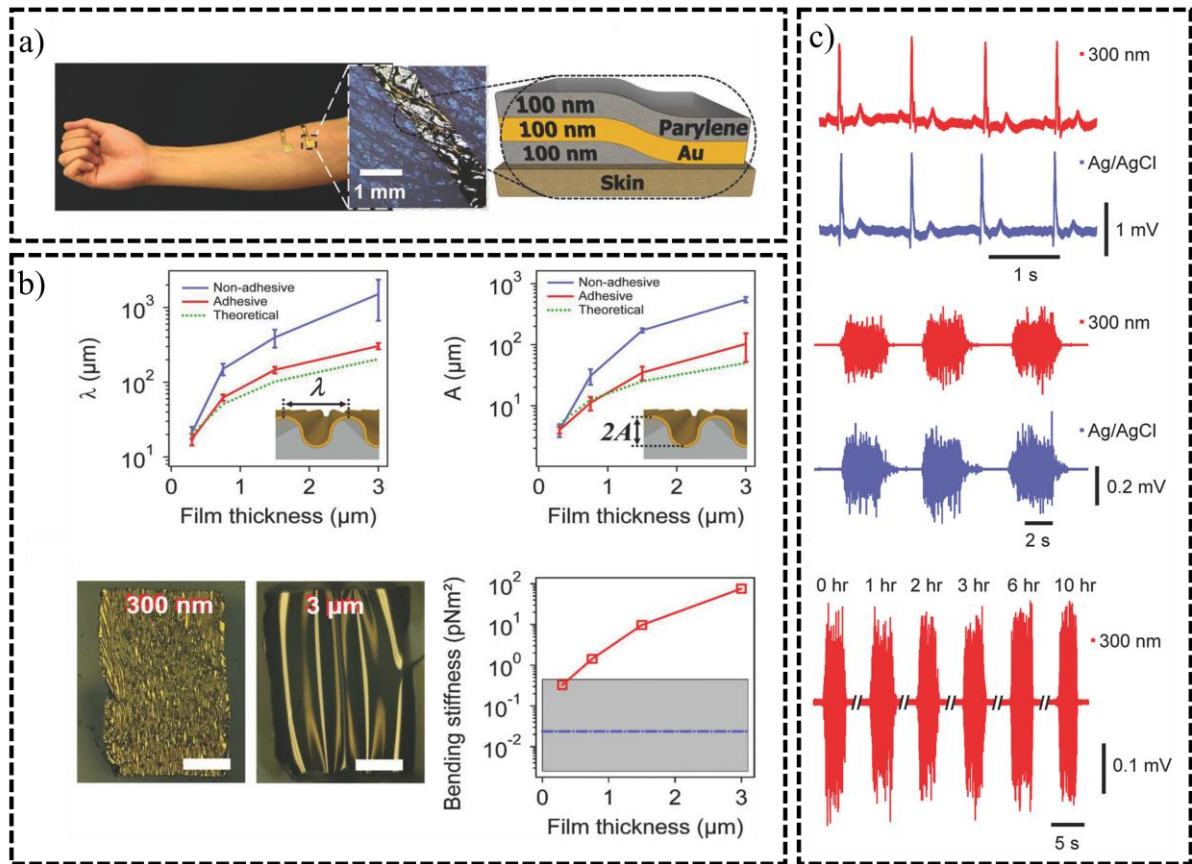 a)
1 mm
100 nm
100 nm Parylene
100 nm Au
Skin
b)
Non-adhesive
Adhesive
Theoretical
λ (µm)
10³
10²
10¹
λ
0 1 2 3
Film thickness (µm)
Non-adhesive
Adhesive
Theoretical
A (µm)
10³
10²
10¹
2A
0 1 2 3
Film thickness (µm)
300 nm
3 µm
Bending stiffness (pNm²)
10²
10¹
10⁰
10⁻¹
10⁻²
0 1 2 3
Film thickness (µm)
c)
300 nm
Ag/AgCl
1 mV
1 s
300 nm
Ag/AgCl
0.2 mV
2 s
0 hr 1 hr 2 hr 3 hr 6 hr 10 hr
300 nm
0.1 mV
5 s